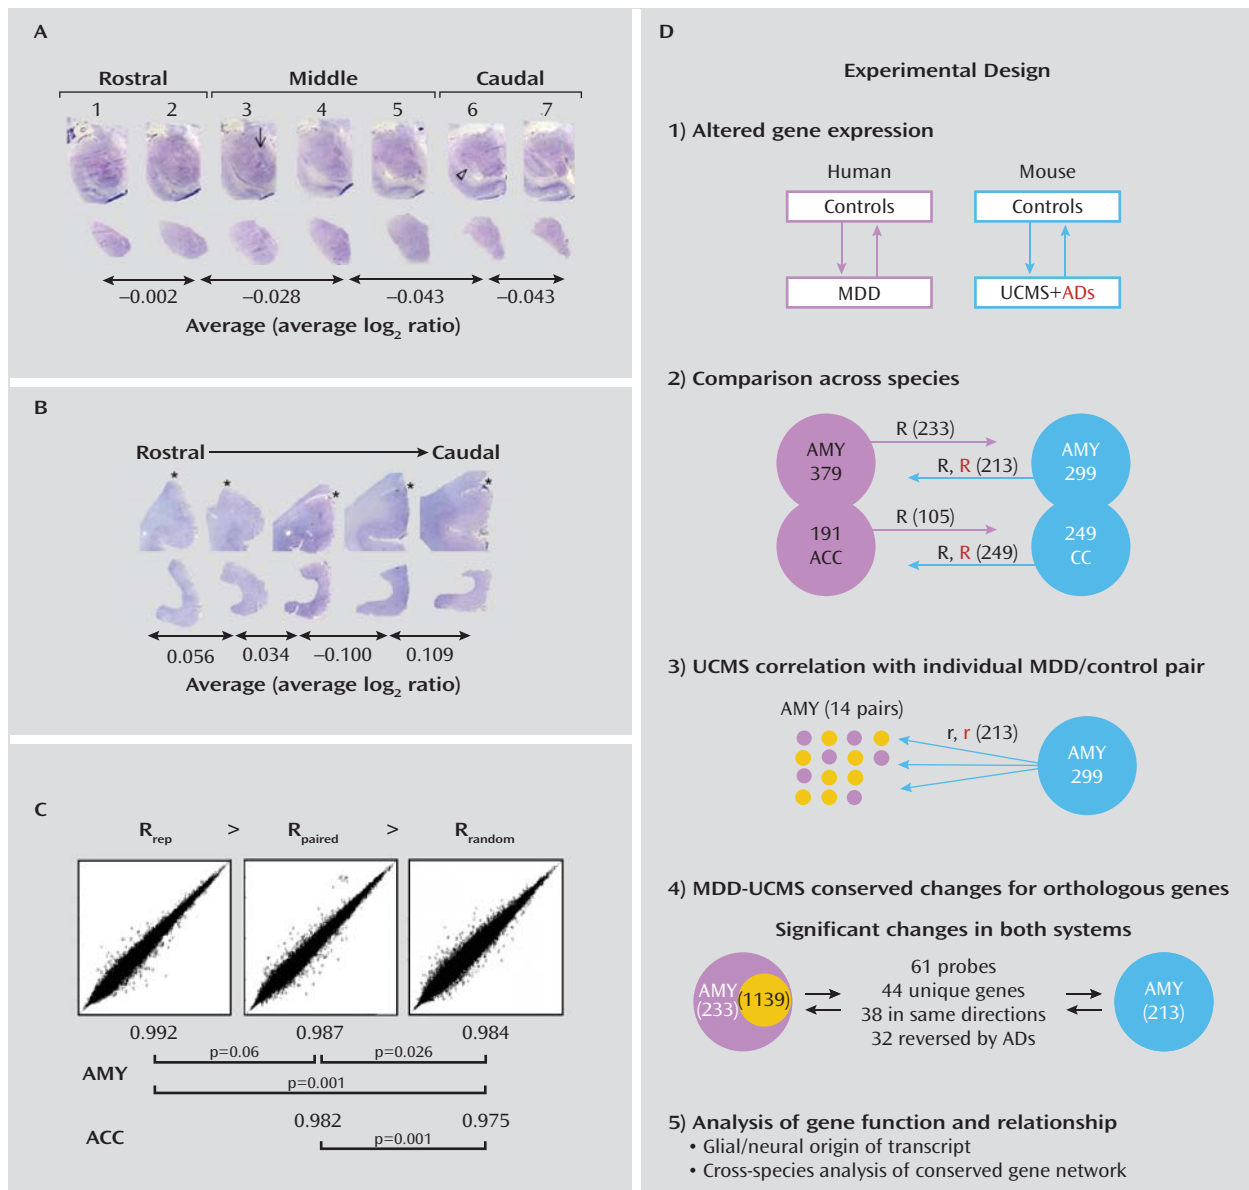 A
Rostral Middle Caudal
1 2 3 4 5 6 7
−0.002 −0.028 −0.043 −0.043
Average (average log2 ratio)
B
Rostral Caudal
* * * * *
0.056 0.034 −0.100 0.109
Average (average log2 ratio)
C
Rrep > Rpaired > Rrandom
0.992 0.987 0.984
p=0.06 p=0.026
AMY
p=0.001
0.982 0.975
ACC
p=0.001
D
Experimental Design
1) Altered gene expression
Human Mouse
Controls Controls
MDD UCMS+ADs
2) Comparison across species
R (233)
AMY 379
R, R (213)
AMY 299
R (105)
191 ACC
R, R (249)
249 CC
3) UCMS correlation with individual MDD/control pair
AMY (14 pairs)
r, r (213)
AMY
299
4) MDD-UCMS conserved changes for orthologous genes
Significant changes in both systems
AMY (233)
(1139)
61 probes
44 unique genes
38 in same directions
32 reversed by ADs
AMY
(213)
5) Analysis of gene function and relationship
• Glial/neural origin of transcript
• Cross-species analysis of conserved gene network